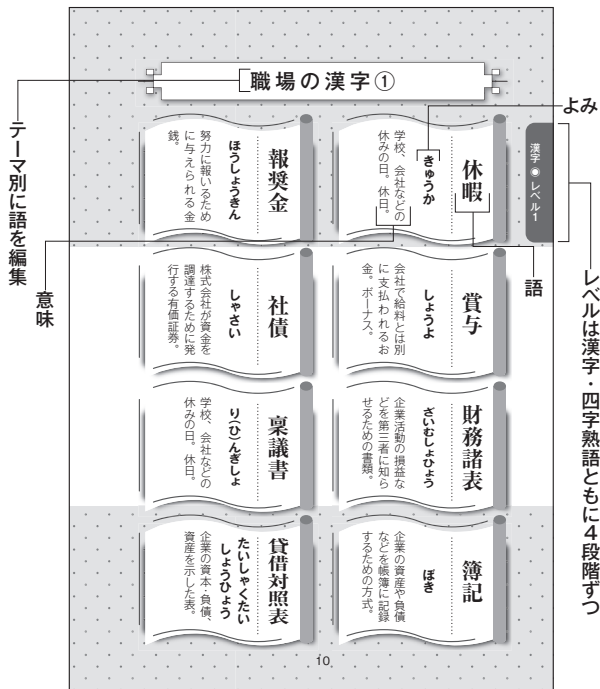 職場の漢字①
漢字●レベル1
休暇
きゅうか
学校、会社などの
休みの日。休日。
報奨金
ほうしょうきん
努力に報いるため
に与えられる金
銭。
賞与
しょうよ
会社で給料とは別
に支払われるお
金。ボーナス。
社債
しゃさい
株式会社が資金を
調達するために発
行する有価証券。
財務諸表
ざいむしょひょう
企業活動の損益な
どを第三者に知ら
せるための書類。
稟議書
り(ひ)んぎしょ
学校、会社などの
休みの日。休日。
簿記
ぼき
企業の資産や負債
などを帳簿に記録
するための方式。
貸借対照表
たいしゃくたい
しょうひょう
企業の資本・負債、
資産を示した表。
10
よみ
語
レベルは漢字・四字熟語ともに4段階ずつ
テーマ別に語を編集
意味